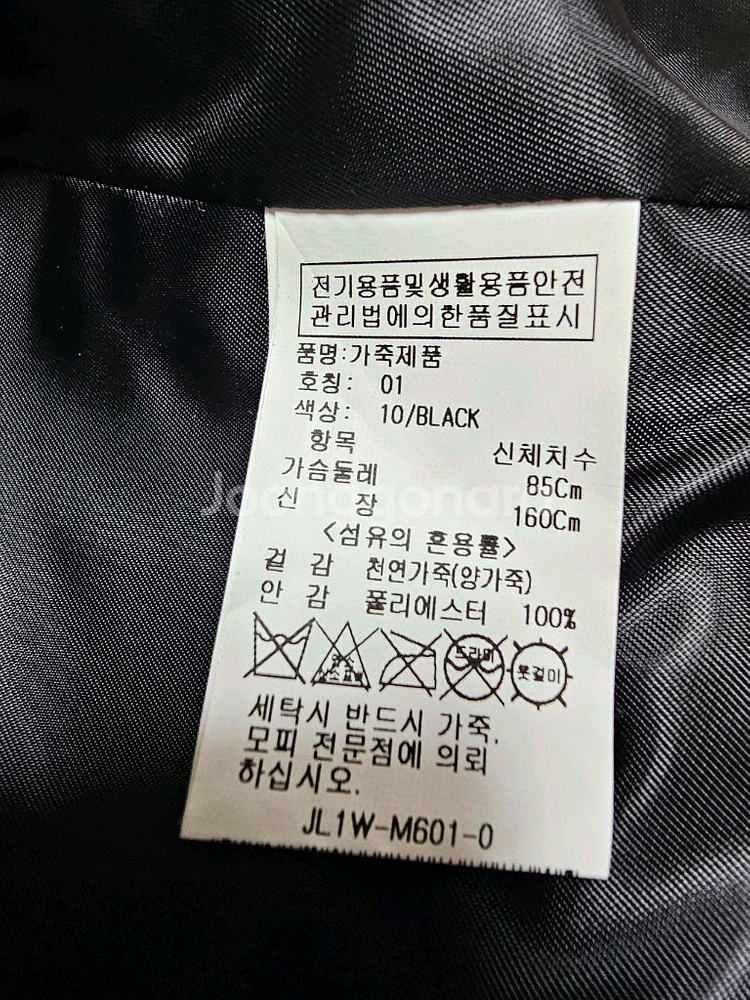 전기용품및생활용품안전
관리법에의한품질표시
품명:가죽제품
호칭: 01
색상: 10/BLACK
항목 신체치수
가슴둘레 85Cm
신 장 160Cm
<섬유의 혼용률>
겉 감 천연가죽(양가죽)
안 감 폴리에스터 100%
드라이 옷걸이
세탁시 반드시 가죽.
모피 전문점에 의뢰
하십시오.
JL1W-M601-0